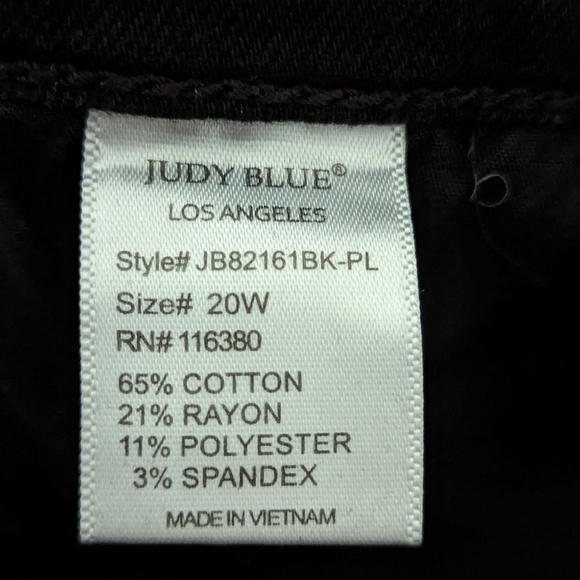 JUDY BLUE®
LOS ANGELES
Style# JB82161BK-PL
Size# 20W
RN# 116380
65% COTTON
21% RAYON
11% POLYESTER
3% SPANDEX
MADE IN VIETNAM